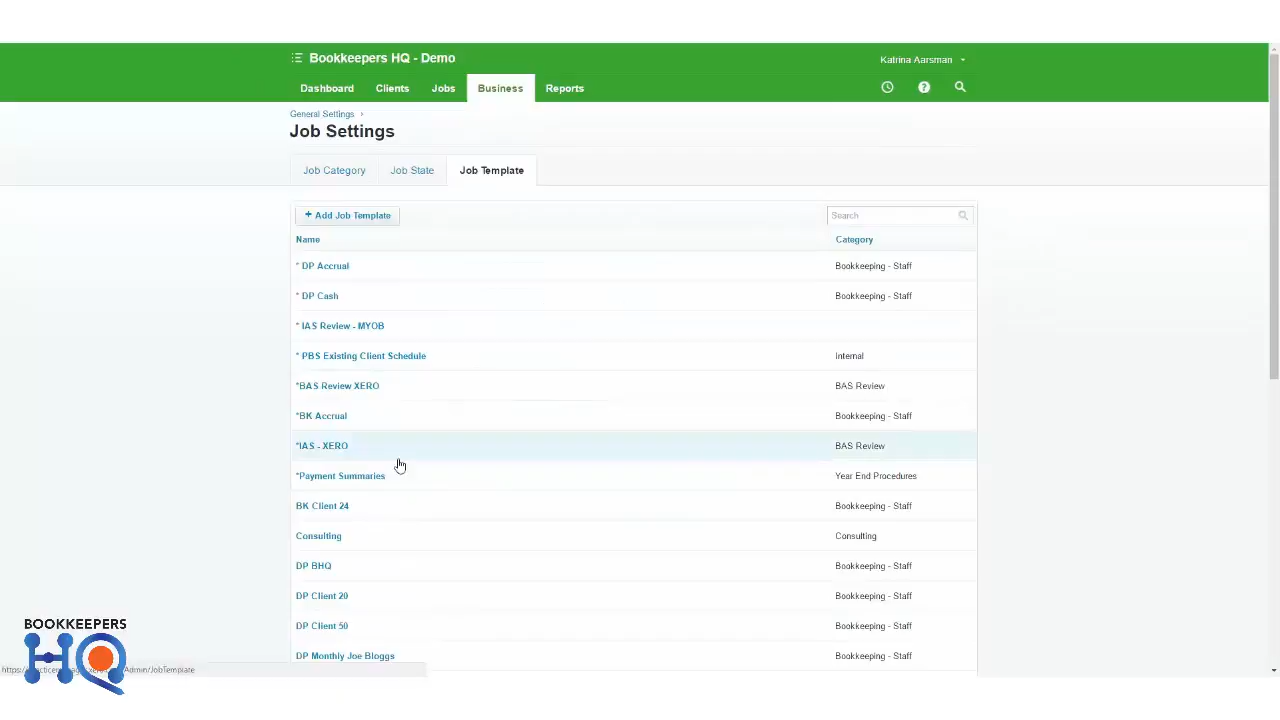 Bookkeepers HQ - Demo
Katrina Aarsman
Dashboard Clients Jobs Business Reports
General Settings ›
Job Settings
Job Category Job State Job Template
+ Add Job Template
Search
Name Category
* DP Accrual Bookkeeping - Staff
* DP Cash Bookkeeping - Staff
* IAS Review - MYOB
* PBS Existing Client Schedule Internal
*BAS Review XERO BAS Review
*BK Accrual Bookkeeping - Staff
*IAS - XERO BAS Review
*Payment Summaries Year End Procedures
BK Client 24 Bookkeeping - Staff
Consulting Consulting
DP BHQ Bookkeeping - Staff
DP Client 20 Bookkeeping - Staff
DP Client 50 Bookkeeping - Staff
DP Monthly Joe Bloggs Bookkeeping - Staff
BOOKKEEPERS
HQ
Admin/JobTemplate